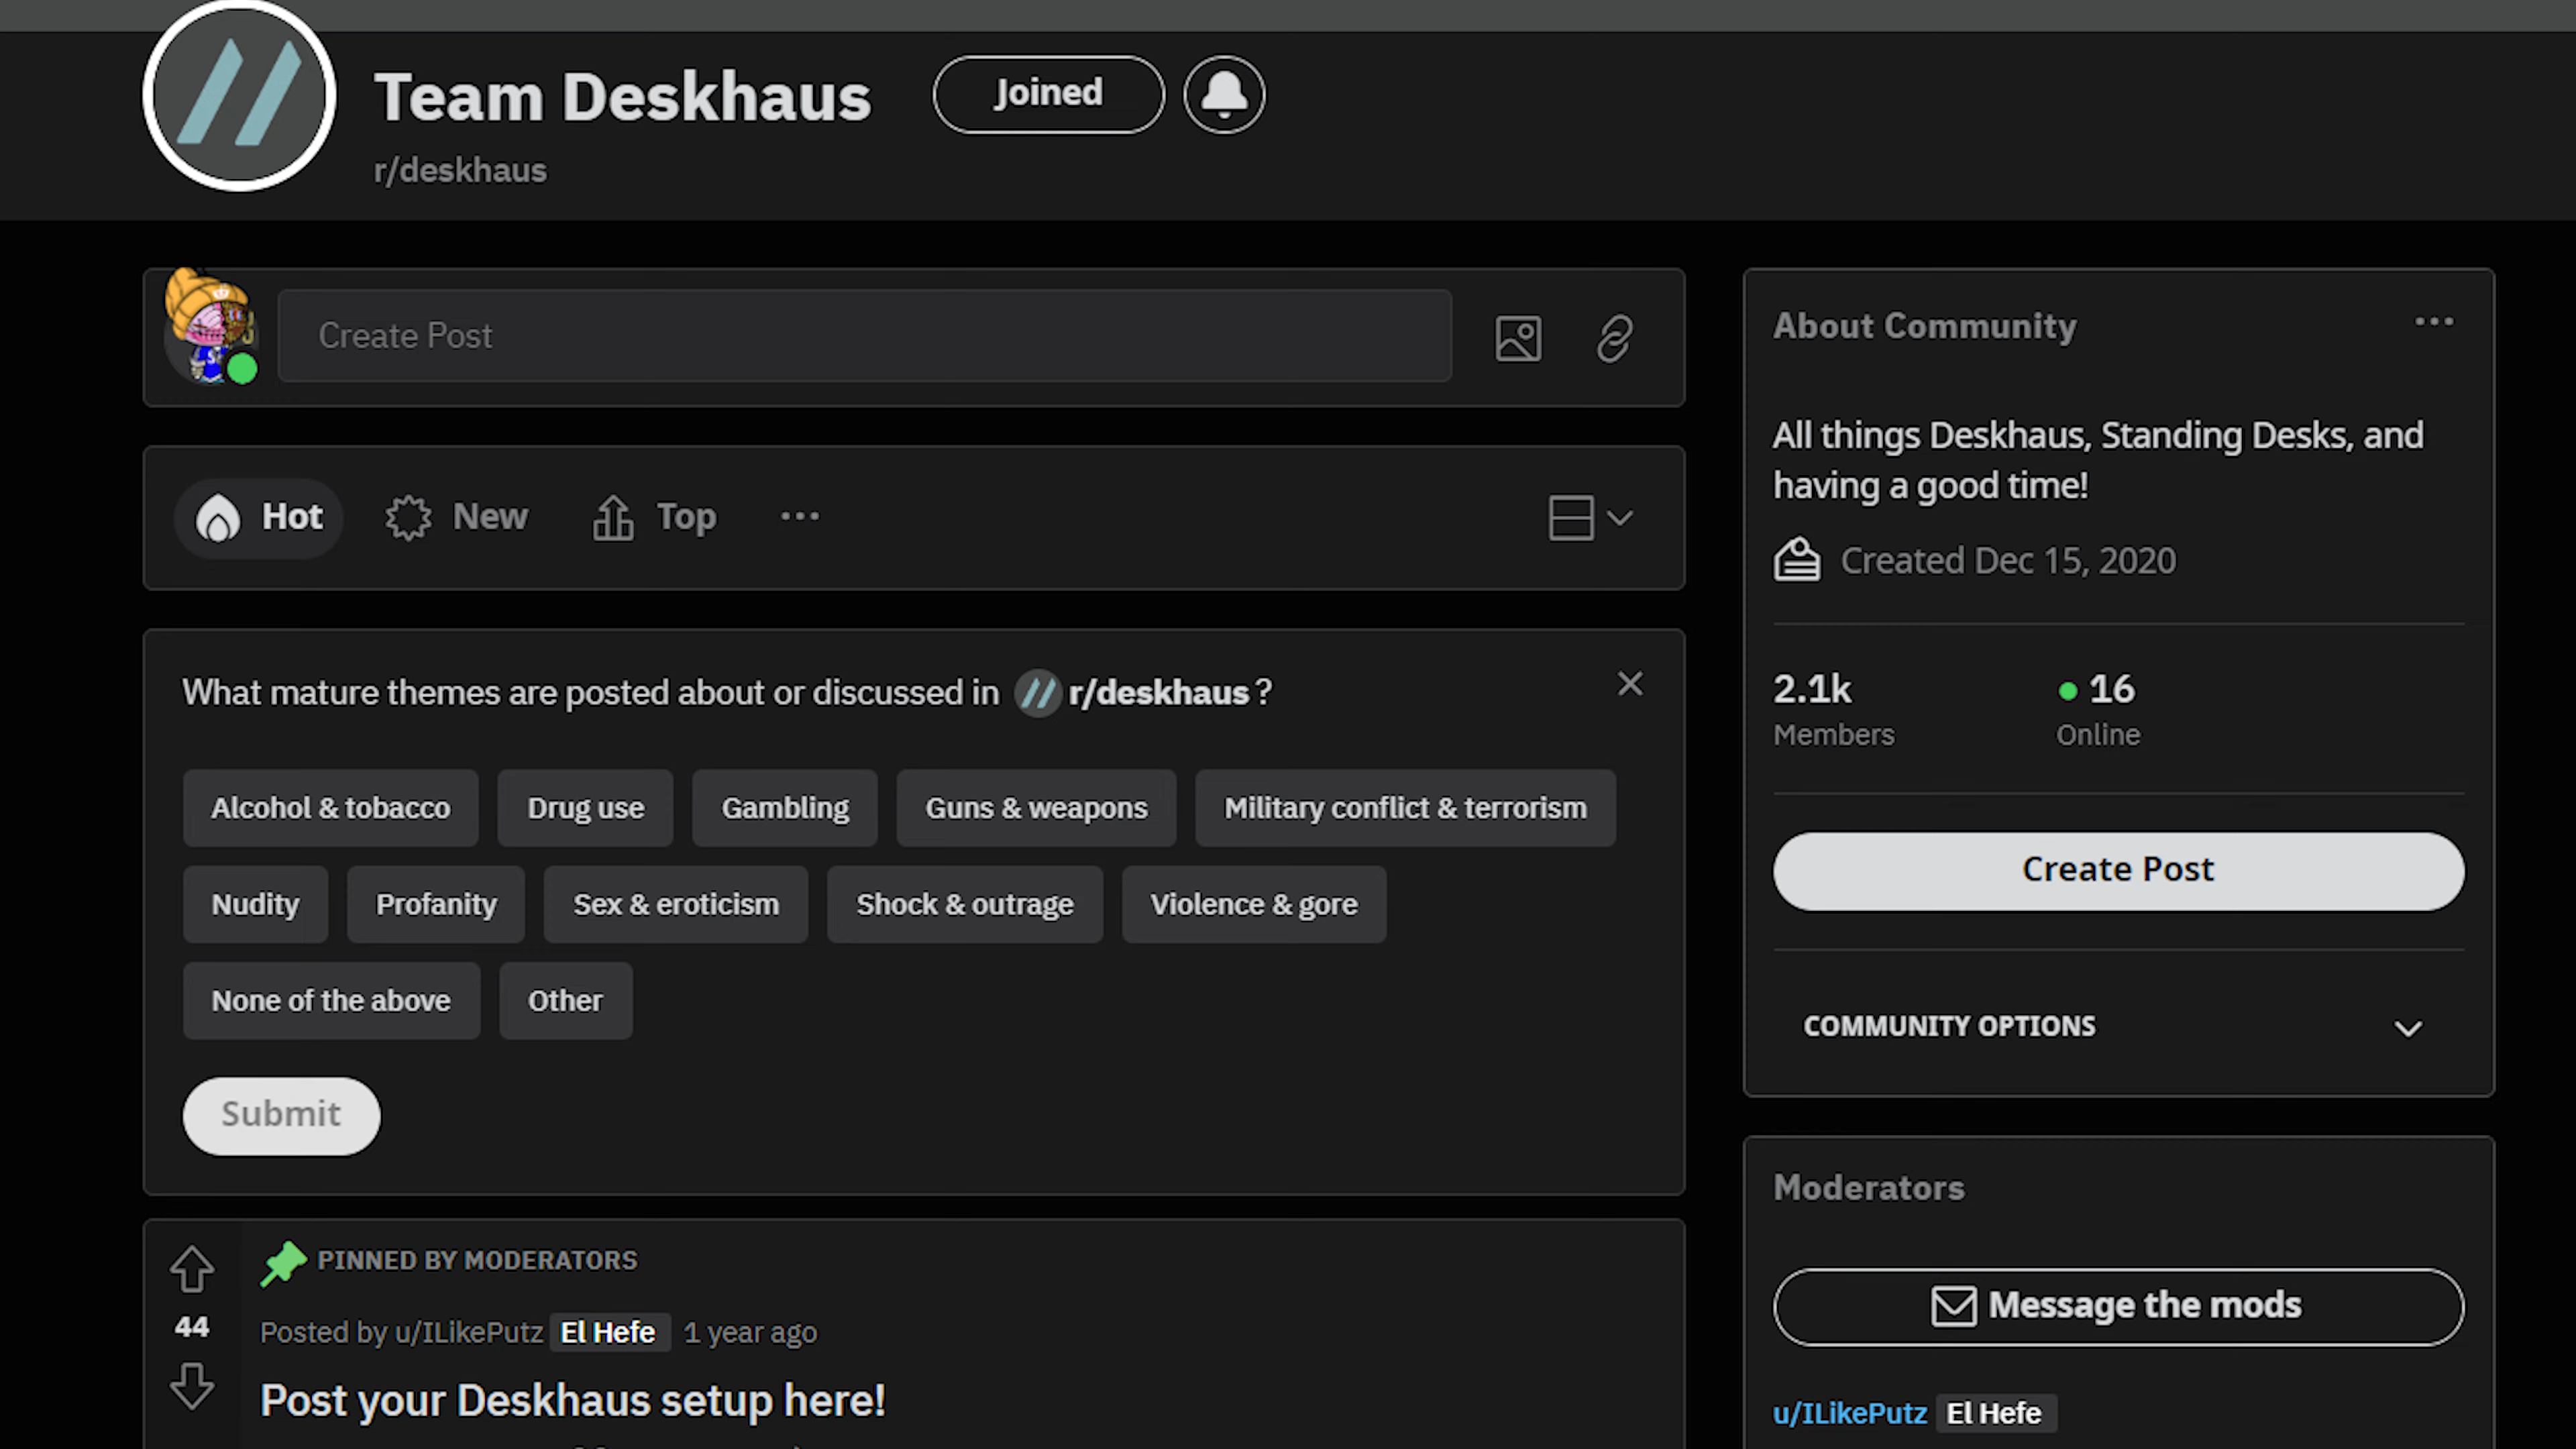 Team Deskhaus
Joined
r/deskhaus
Create Post
Hot
New
Top
What mature themes are posted about or discussed in r/deskhaus?
Alcohol & tobacco
Drug use
Gambling
Guns & weapons
Military conflict & terrorism
Nudity
Profanity
Sex & eroticism
Shock & outrage
Violence & gore
None of the above
Other
Submit
PINNED BY MODERATORS
44
Posted by u/ILikePutz El Hefe 1 year ago
Post your Deskhaus setup here!
About Community
All things Deskhaus, Standing Desks, and
having a good time!
Created Dec 15, 2020
2.1k
Members
16
Online
Create Post
COMMUNITY OPTIONS
Moderators
Message the mods
u/ILikePutz El Hefe